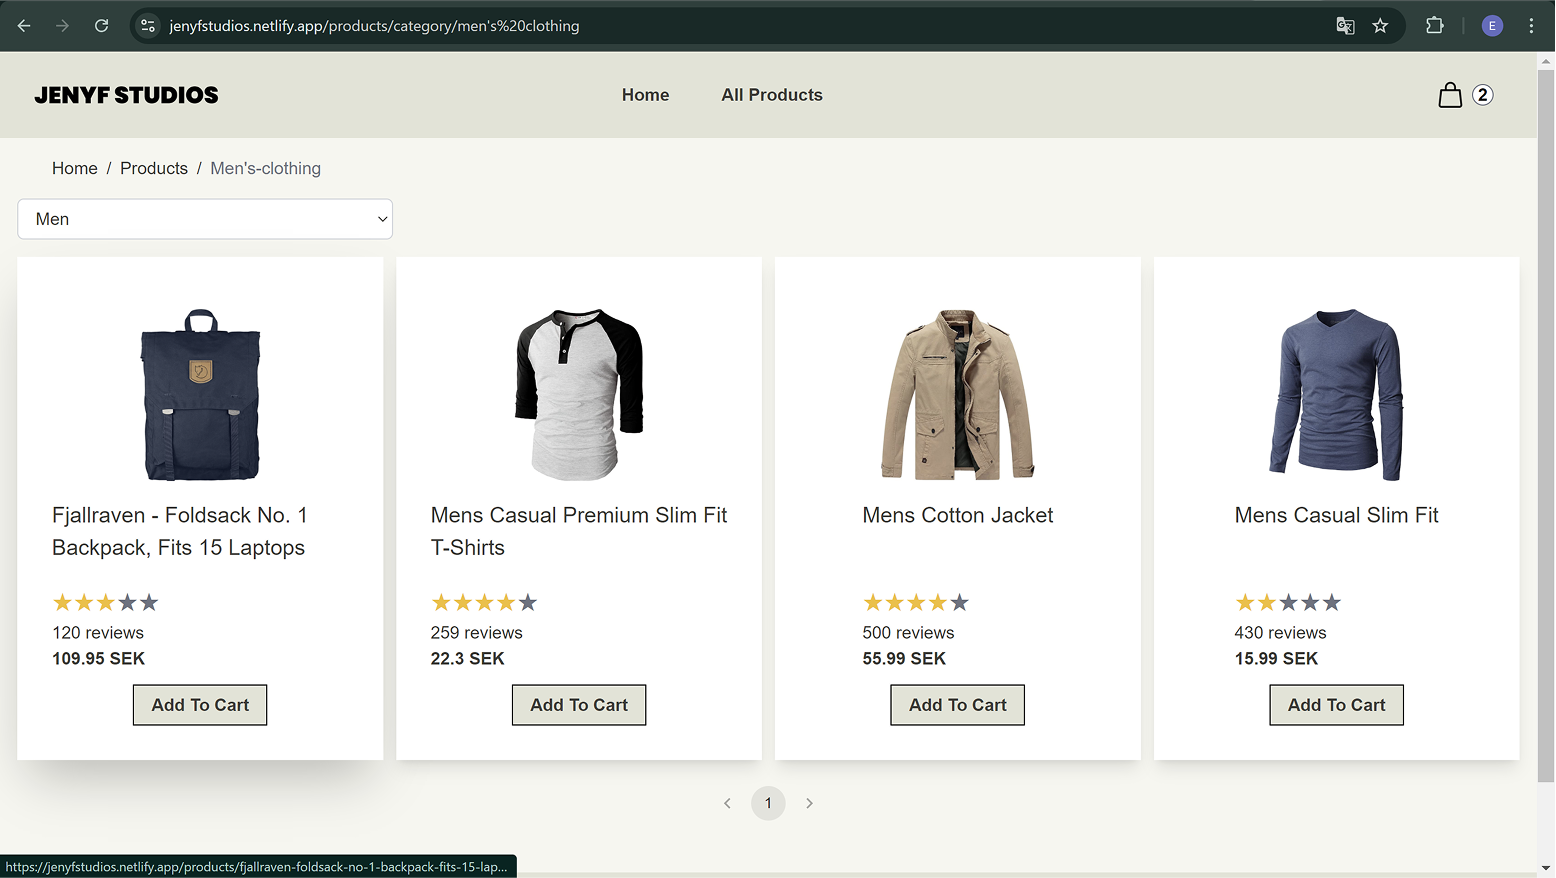 jenyfstudios.netlify.app/products/category/men's%20clothing
E
JENYF STUDIOS
Home
All Products
2
Home / Products / Men's-clothing
Men
Fjallraven - Foldsack No. 1
Backpack, Fits 15 Laptops
120 reviews
109.95 SEK
Add To Cart
Mens Casual Premium Slim Fit
T-Shirts
259 reviews
22.3 SEK
Add To Cart
Mens Cotton Jacket
500 reviews
55.99 SEK
Add To Cart
Mens Casual Slim Fit
430 reviews
15.99 SEK
Add To Cart
1
https://jenyfstudios.netlify.app/products/fjallraven-foldsack-no-1-backpack-fits-15-lap...